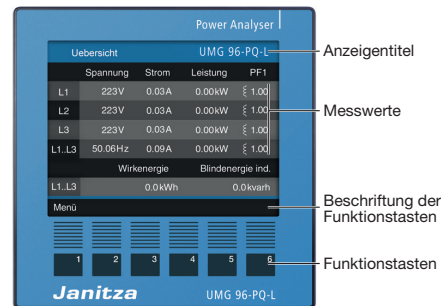 Power Analyser
Uebersicht UMG 96-PQ-L
Anzeigentitel
Spannung Strom Leistung PF1
L1 223V 0.03A 0.00kW ξ 1.00
L2 223V 0.03A 0.00kW ξ 1.00
Messwerte
L3 223V 0.03A 0.00kW ξ 1.00
L1..L3 50.06Hz 0.09A 0.00kW ξ 1.00
Wirkenergie Blindenergie ind.
L1..L3 0.0kWh 0.0kvarh
Menü
Beschriftung der
Funktionstasten
1 2 3 4 5 6
Funktionstasten
Janitza UMG 96-PQ-L